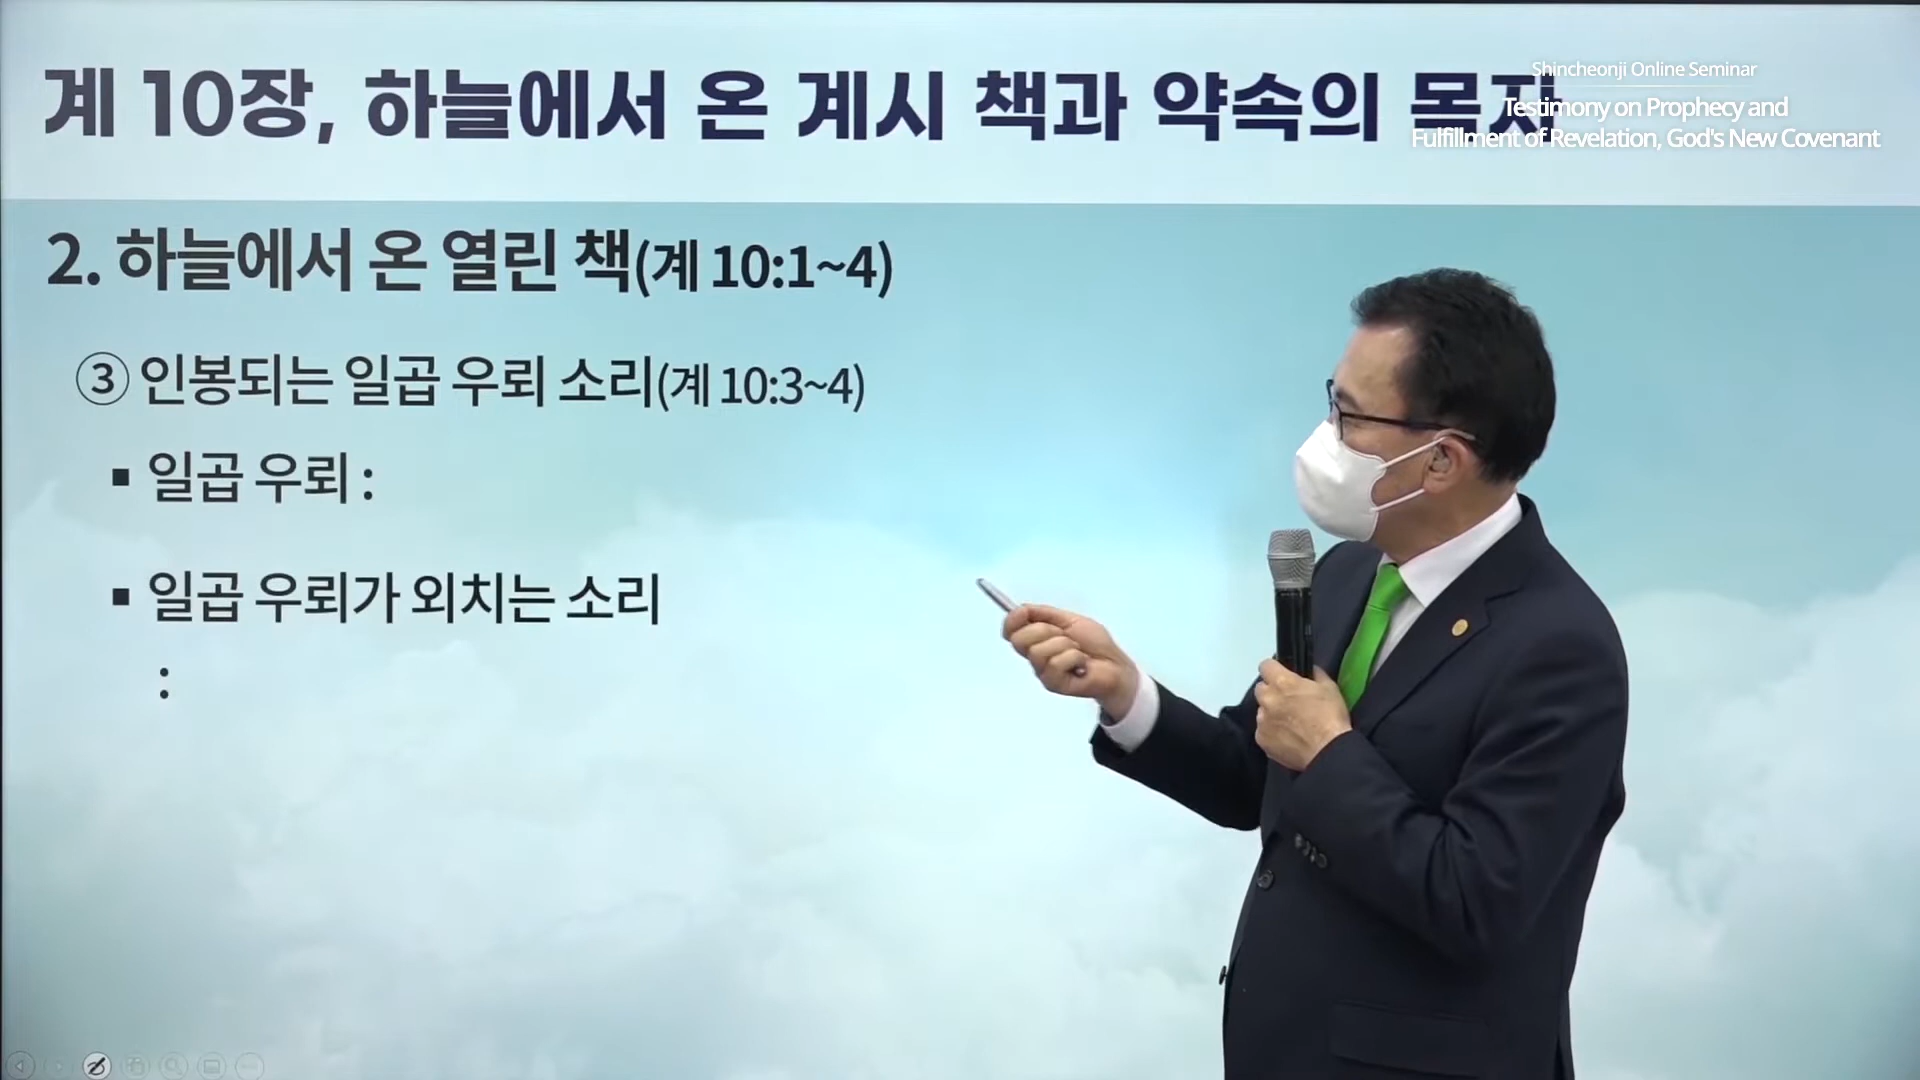 계 10장, 하늘에서 온 계시 책과 약속의 목자
Shincheonji Online Seminar
Testimony on Prophecy and
Fulfillment of Revelation, God's New Covenant
2. 하늘에서 온 열린 책(계 10:1~4)
③ 인봉되는 일곱 우뢰 소리(계 10:3~4)
▪ 일곱 우뢰 :
▪ 일곱 우뢰가 외치는 소리
: